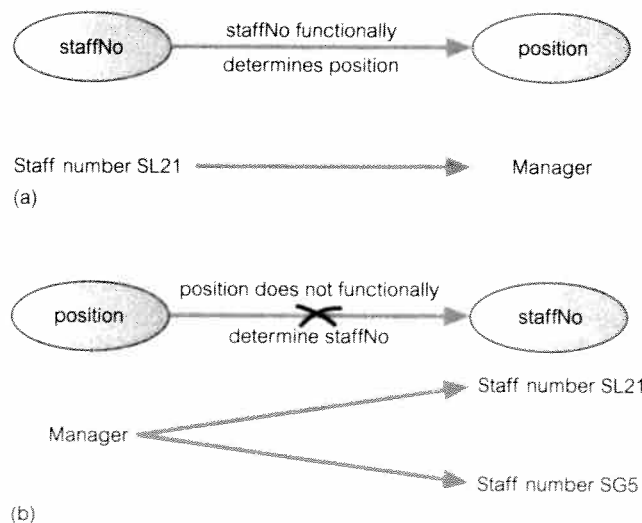 staffNo
staffNo functionally
determines position
position
Staff number SL21
Manager
(a)
position
position does not functionally
determine staffNo
staffNo
Manager
Staff number SL21
Staff number SG5
(b)